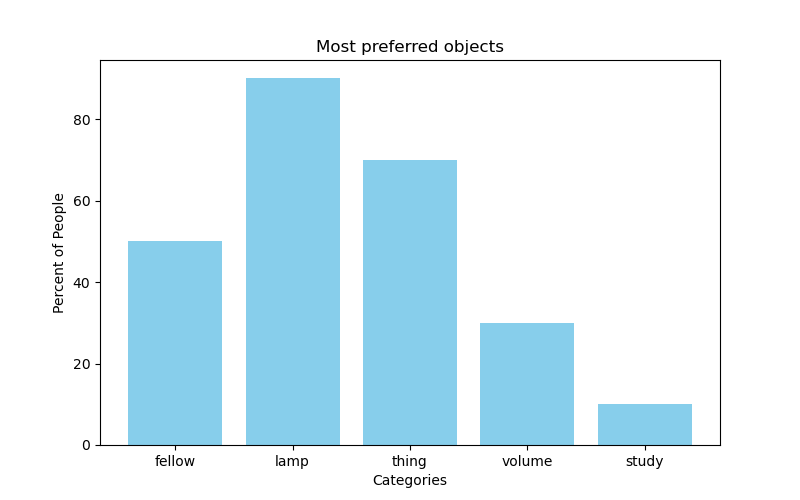 Most preferred objects
80
60
40
20
0
Percent of People
fellow lamp thing volume study
Categories